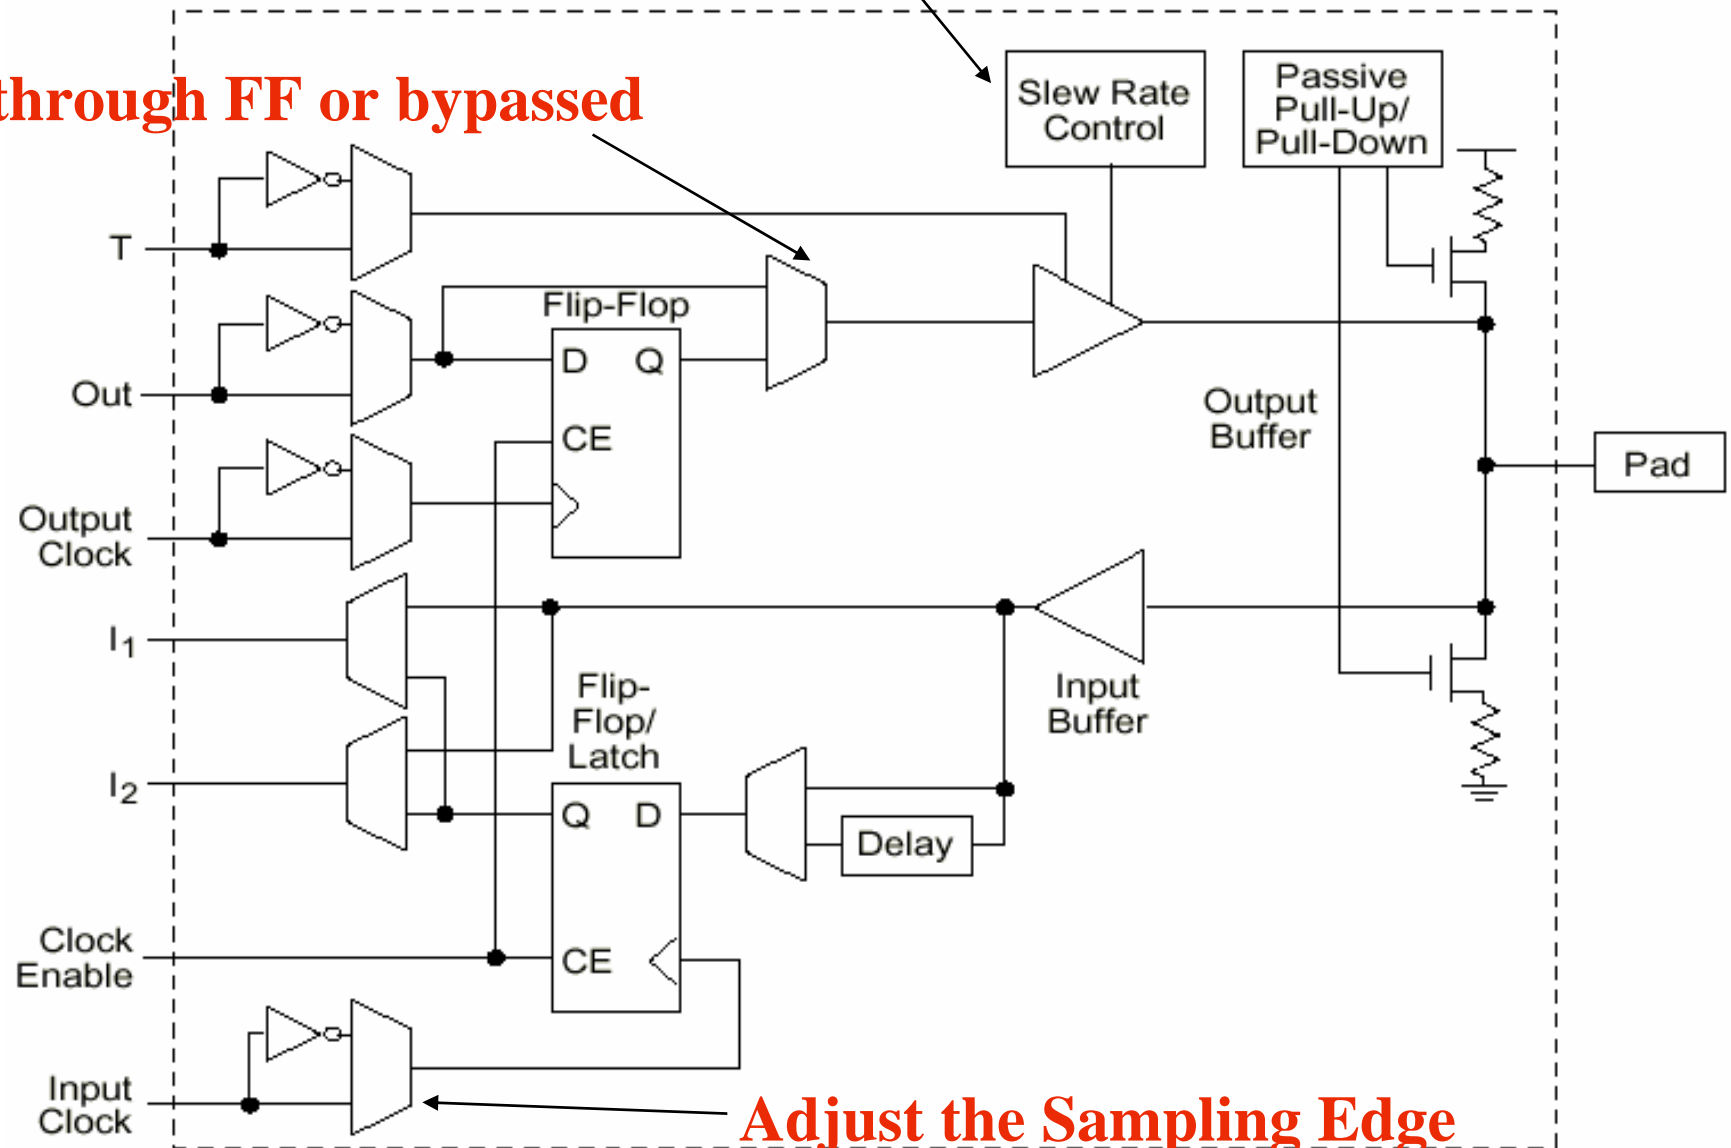 through FF or bypassed
Slew Rate
Control
Passive
Pull-Up/
Pull-Down
T
Flip-Flop
D Q
Out
CE
Output
Buffer
Pad
Output
Clock
I1
Flip-
Flop/
Latch
Input
Buffer
I2
Q D
Delay
Clock
Enable
CE
Input
Clock
Adjust the Sampling Edge